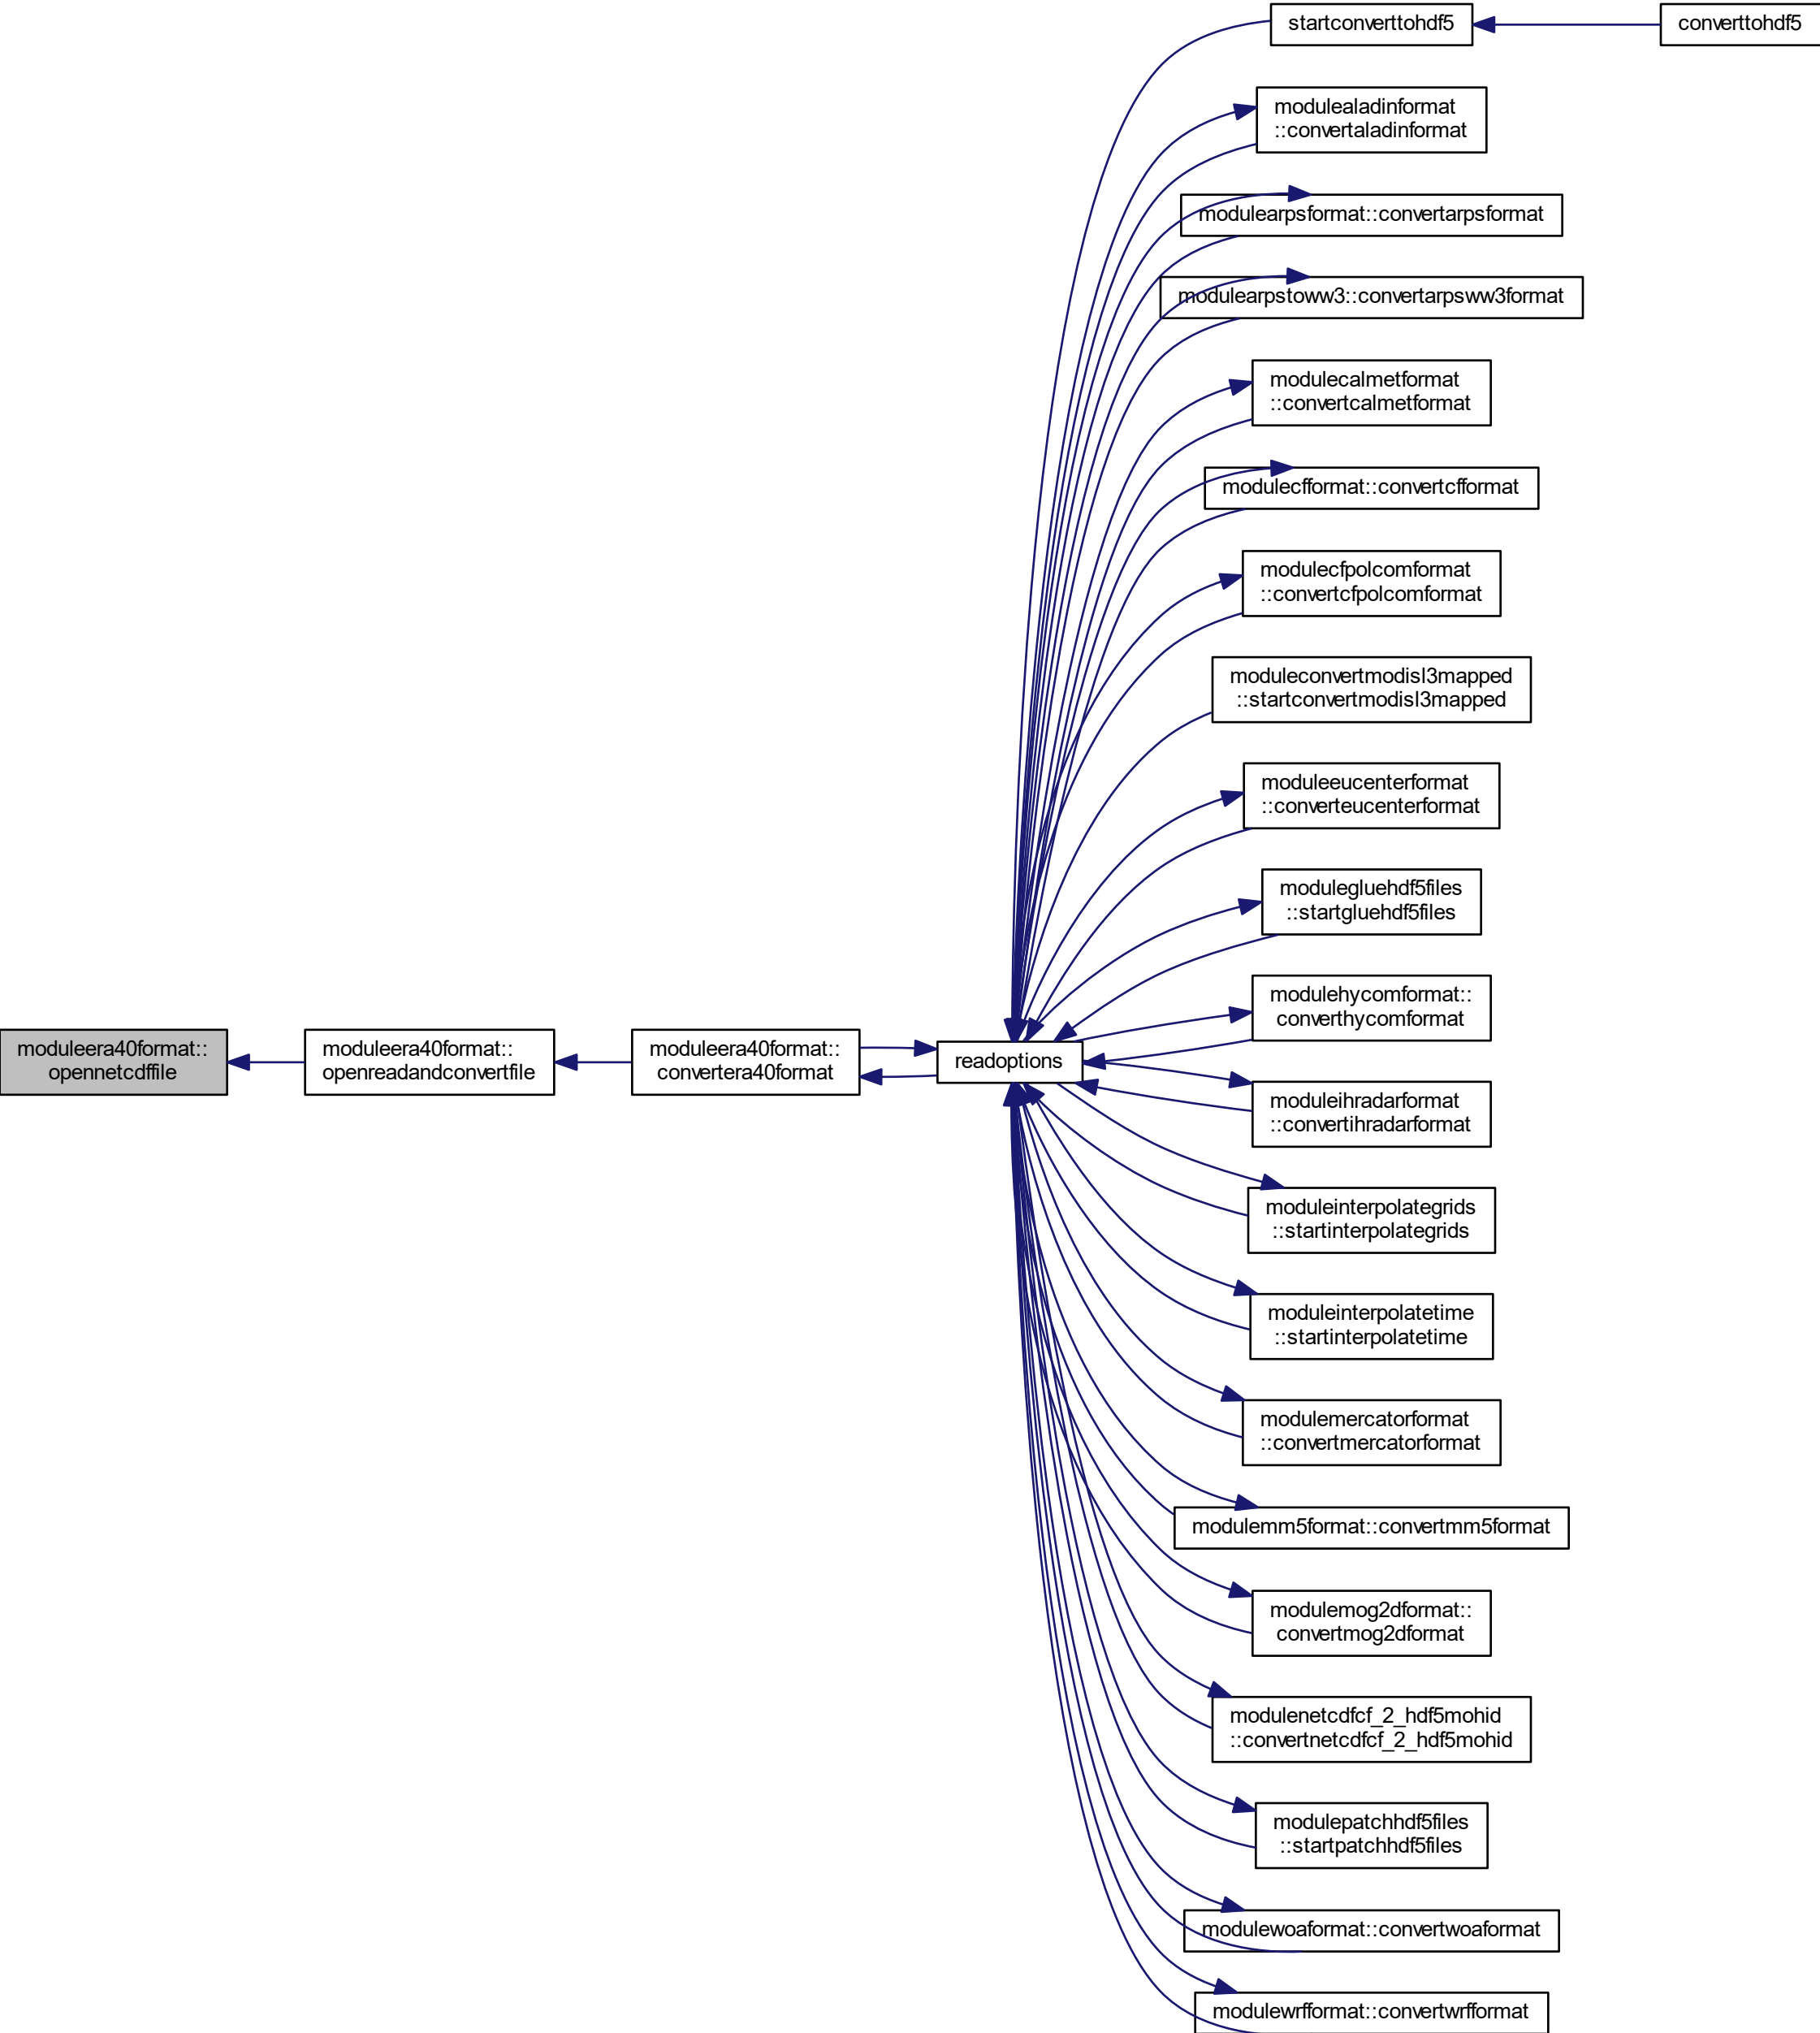 startconverttohdf5
converttohdf5
modulealadinformat
::convertaladinformat
modulearpsformat::convertarpsformat
modulearpstoww3::convertarpsww3format
modulecalmetformat
::convertcalmetformat
modulecfformat::convertcfformat
modulecfpolcomformat
::convertcfpolcomformat
moduleconvertmodisl3mapped
::startconvertmodisl3mapped
moduleeucenterformat
::converteucenterformat
modulegluehdf5files
::startgluehdf5files
modulehycomformat::
converthycomformat
moduleera40format::
opennetcdffile
moduleera40format::
openreadandconvertfile
moduleera40format::
convertera40format
readoptions
moduleihradarformat
::convertihradarformat
moduleinterpolategrids
::startinterpolategrids
moduleinterpolatetime
::startinterpolatetime
modulemercatorformat
::convertmercatorformat
modulemm5format::convertmm5format
modulemog2dformat::
convertmog2dformat
modulenetcdfcf_2_hdf5mohid
::convertnetcdfcf_2_hdf5mohid
modulepatchhdf5files
::startpatchhdf5files
modulewoaformat::convertwoaformat
modulewrfformat::convertwrfformat